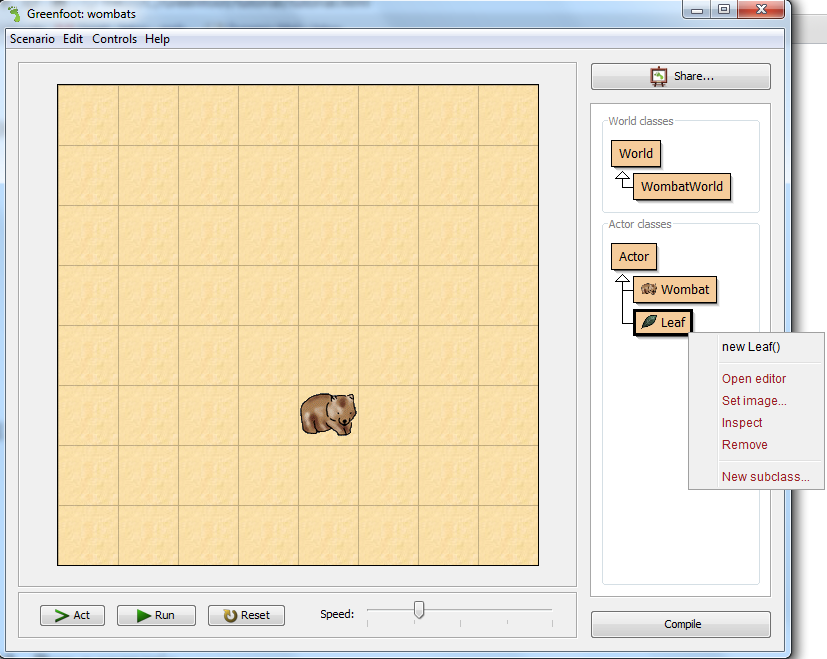 Greenfoot: wombats
Scenario Edit Controls Help
Share...
World classes
World
WombatWorld
Actor classes
Actor
Wombat
Leaf
new Leaf()
Open editor
Set image...
Inspect
Remove
New subclass...
Act
Run
Reset
Speed:
Compile